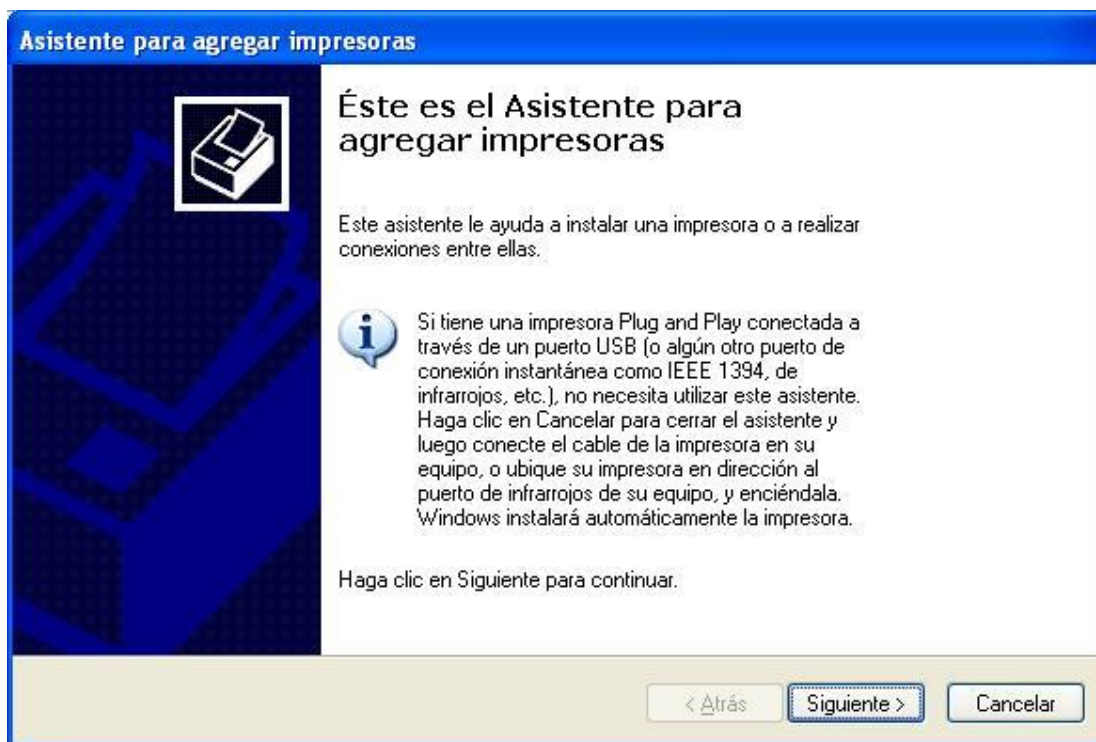 Asistente para agregar impresoras
Éste es el Asistente para
agregar impresoras
Este asistente le ayuda a instalar una impresora o a realizar
conexiones entre ellas.
Si tiene una impresora Plug and Play conectada a
través de un puerto USB (o algún otro puerto de
conexión instantánea como IEEE 1394, de
infrarrojos, etc.), no necesita utilizar este asistente.
Haga clic en Cancelar para cerrar el asistente y
luego conecte el cable de la impresora en su
equipo, o ubique su impresora en dirección al
puerto de infrarrojos de su equipo, y enciéndala.
Windows instalará automáticamente la impresora.
Haga clic en Siguiente para continuar.
< Atrás Siguiente > Cancelar